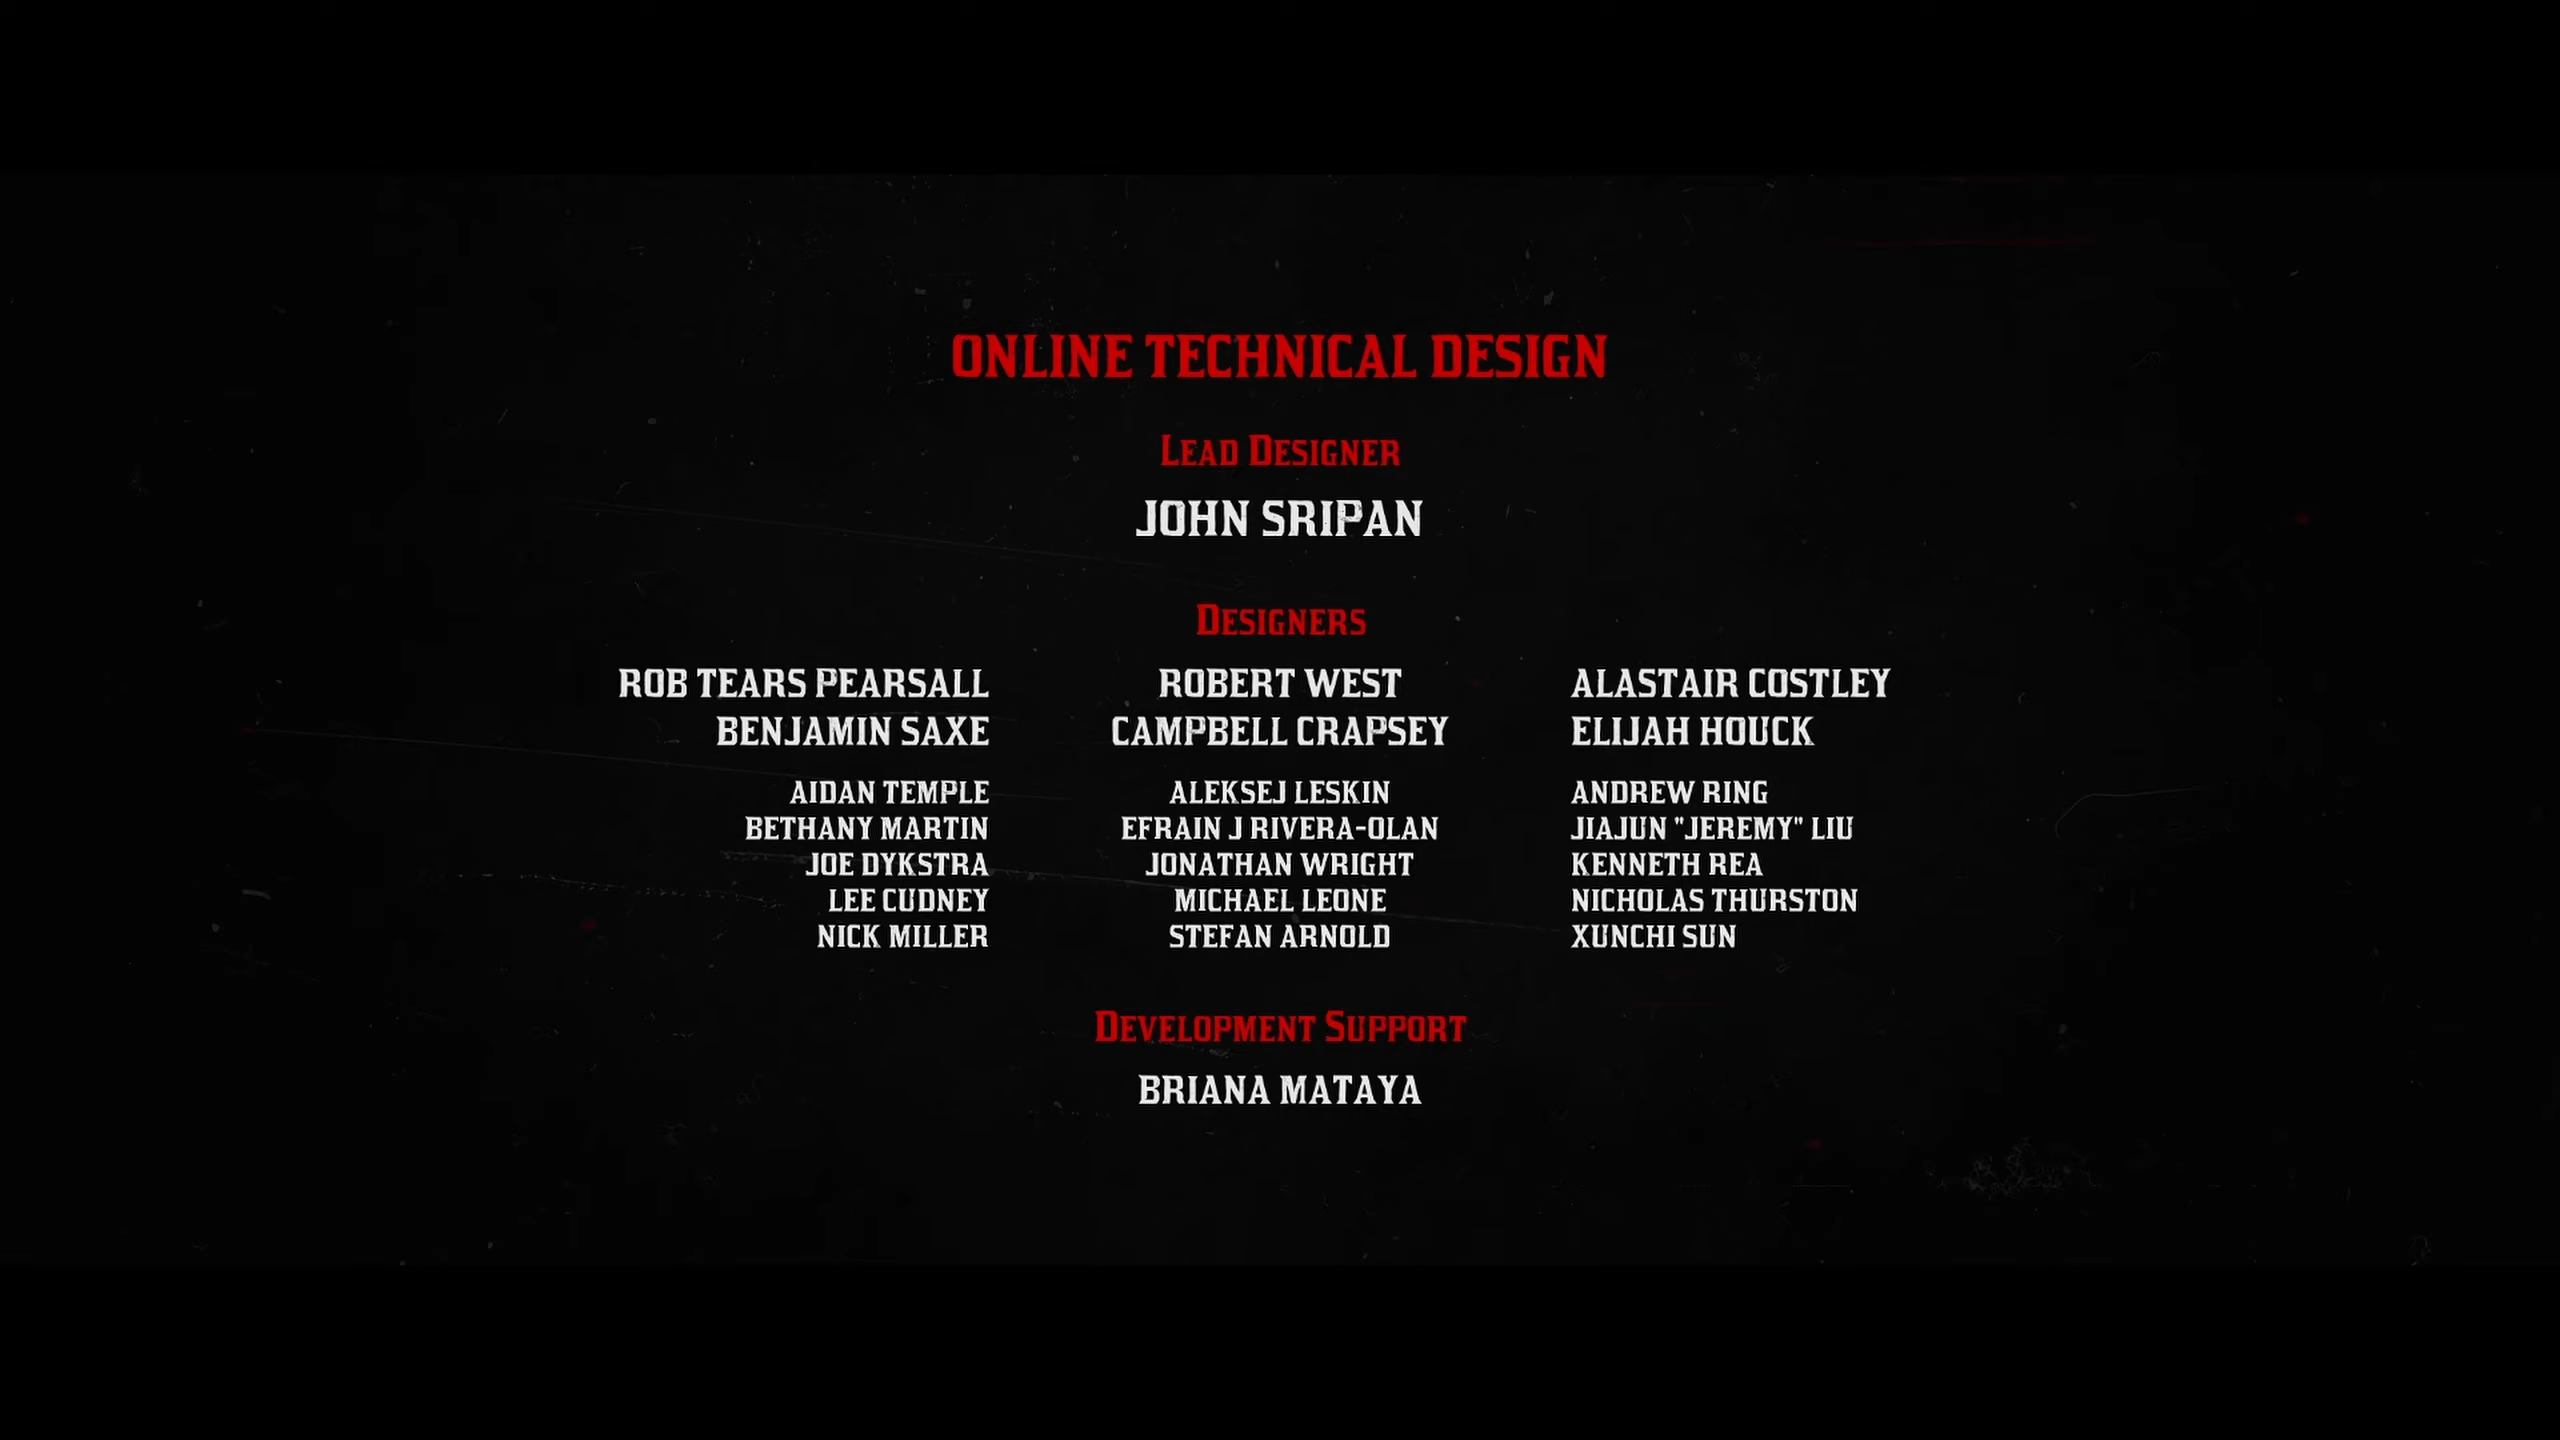 ONLINE TECHNICAL DESIGN
LEAD DESIGNER
JOHN SRIPAN
DESIGNERS
ROB TEARS PEARSALL ROBERT WEST ALASTAIR COSTLEY
BENJAMIN SAXE CAMPBELL CRAPSEY ELIJAH HOUCK
AIDAN TEMPLE ALEKSEJ LESKIN ANDREW RING
BETHANY MARTIN EFRAIN J RIVERA-OLAN JIAJUN "JEREMY" LIU
JOE DYKSTRA JONATHAN WRIGHT KENNETH REA
LEE CUDNEY MICHAEL LEONE NICHOLAS THURSTON
NICK MILLER STEFAN ARNOLD XUNCHI SUN
DEVELOPMENT SUPPORT
BRIANA MATAYA